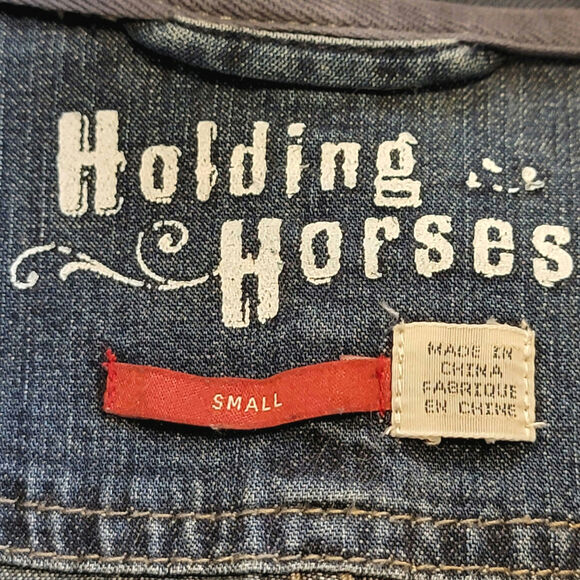 Holding
Horses
SMALL
MADE IN
CHINA
FABRIQUE
EN CHINE